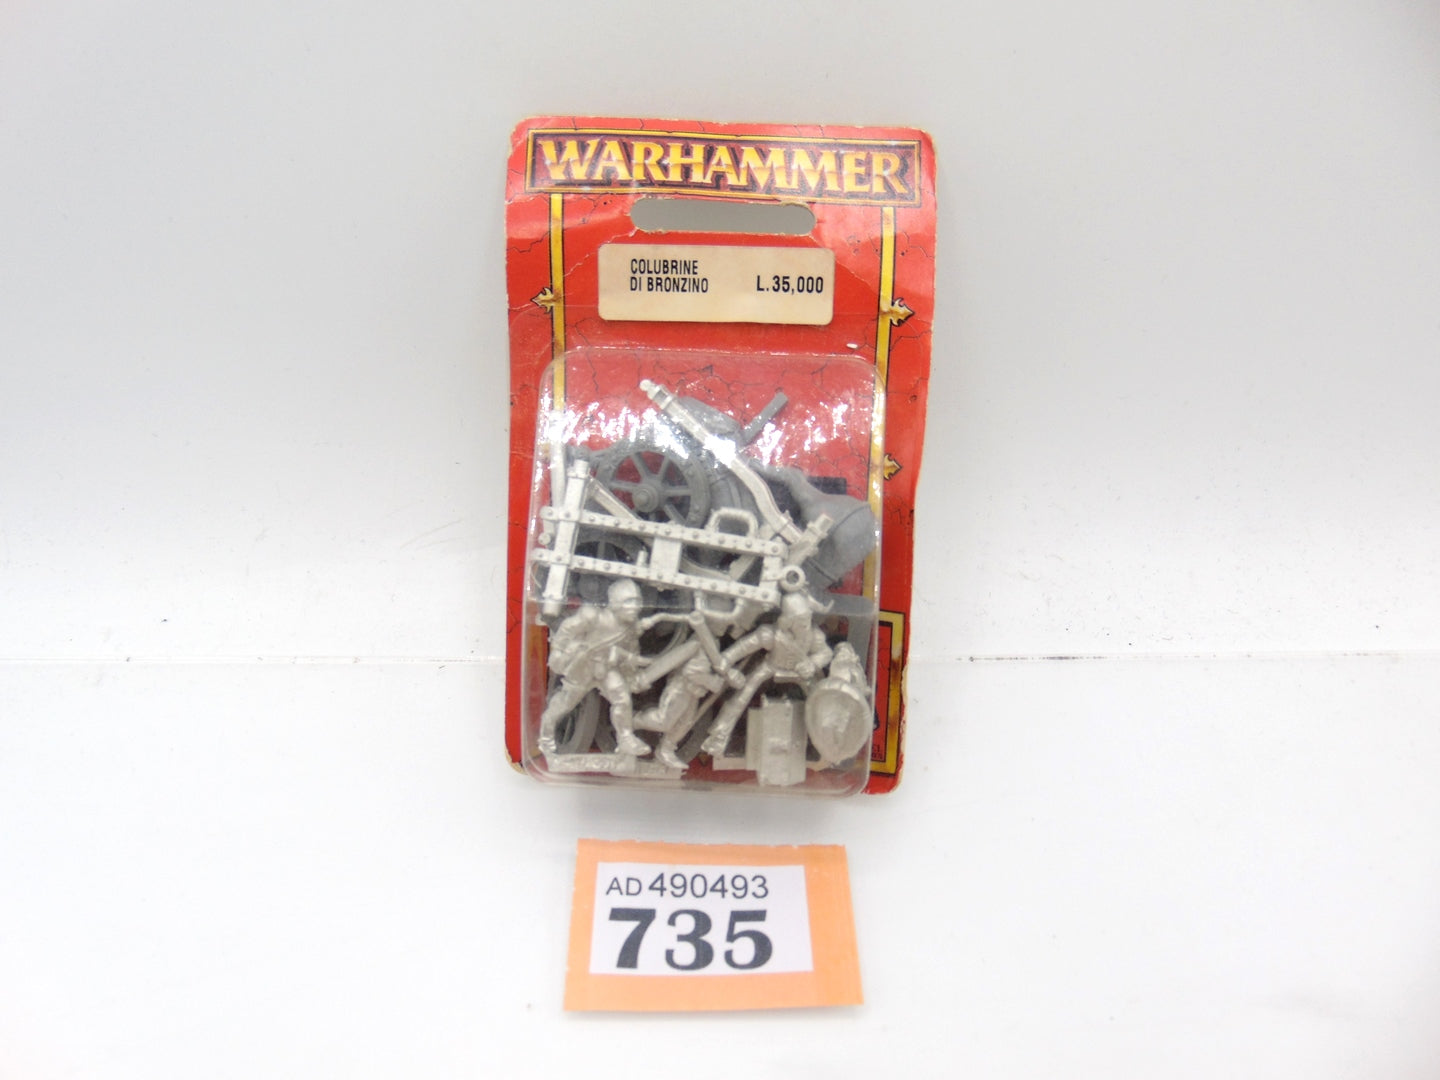 WARHAMMER
COLUBRINE
DI BRONZINO
L.35,000
AD 490493
735